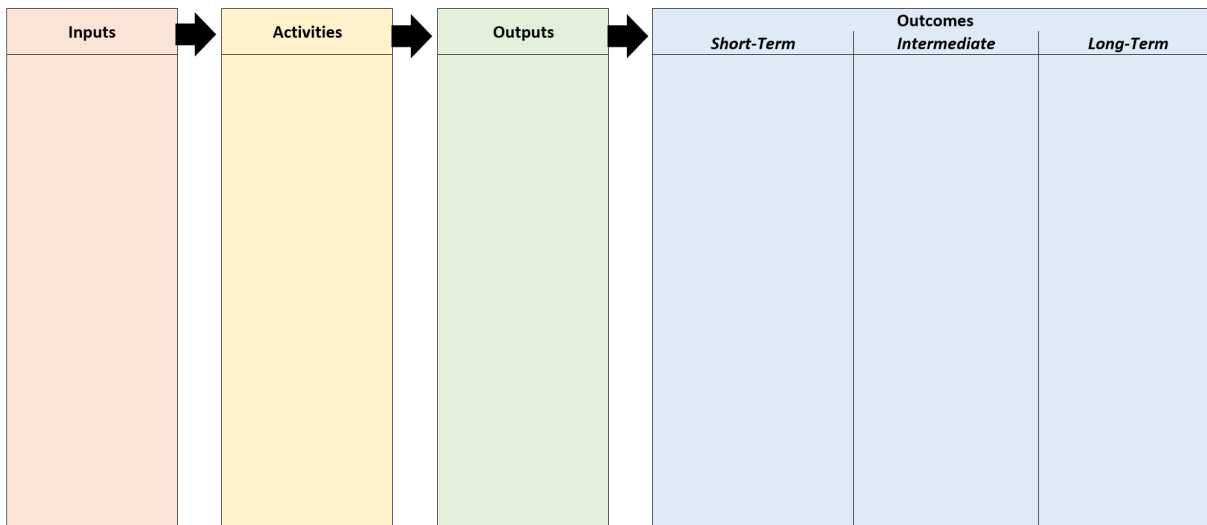 Inputs
Activities
Outputs
Outcomes
Short-Term
Intermediate
Long-Term